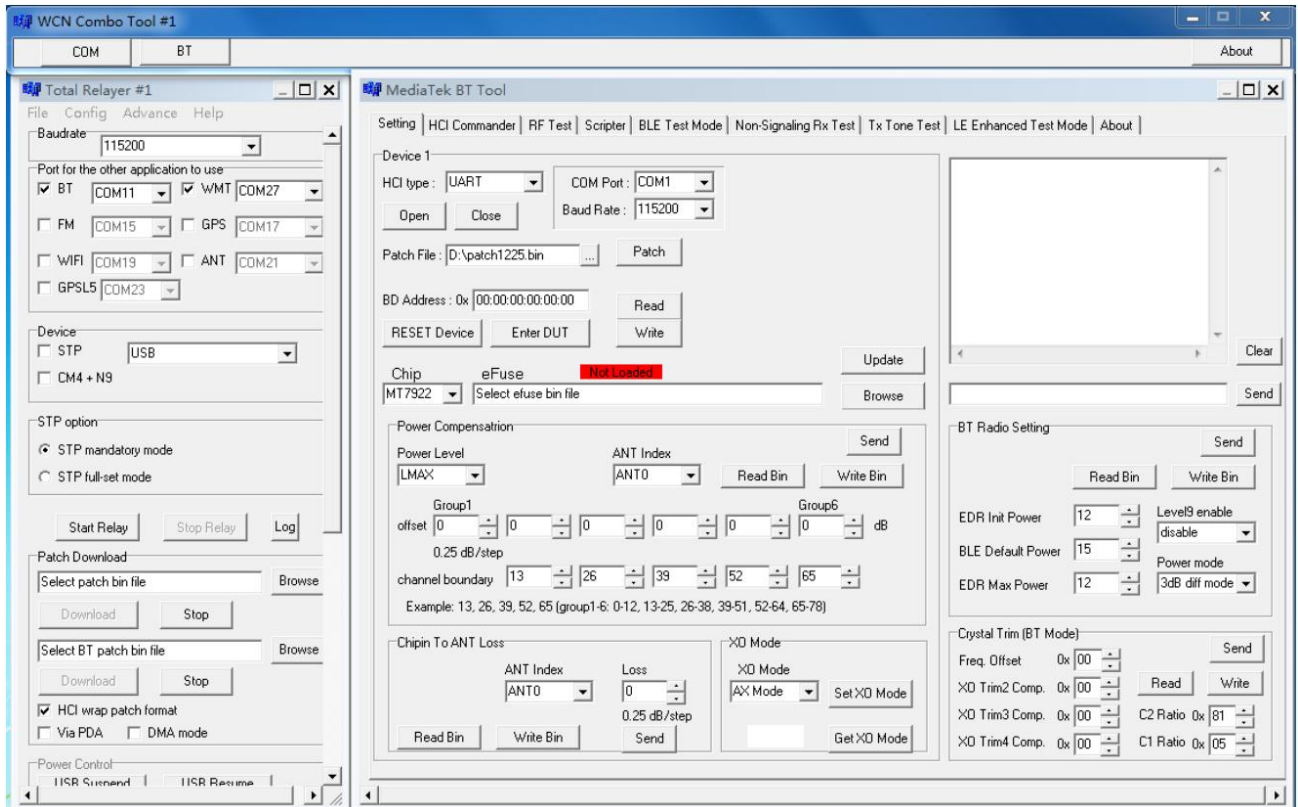 WCN Combo Tool #1
COM BT About
Total Relayer #1
File Config Advance Help
Baudrate
115200
Port for the other application to use
BT COM11 WMT COM27
FM COM15 GPS COM17
WIFI COM19 ANT COM21
GPSL5 COM23
Device
STP USB
CM4 + N9
STP option
STP mandatory mode
STP full-set mode
Start Relay Stop Relay Log
Patch Download
Select patch bin file Browse
Download Stop
Select BT patch bin file Browse
Download Stop
HCI wrap patch format
Via PDA DMA mode
Power Control
USB Suspend USB Resume
MediaTek BT Tool
Setting HCI Commander RF Test Scripter BLE Test Mode Non-Signaling Rx Test Tx Tone Test LE Enhanced Test Mode About
Device 1
HCI type : UART COM Port : COM1
Open Close Baud Rate : 115200
Patch File : D:\patch1225.bin ... Patch
BD Address : 0x 00:00:00:00:00:00 Read
RESET Device Enter DUT Write
Update
Chip eFuse Not Loaded
MT7922 Select efuse bin file Browse
Power Compensatrion
Send
Power Level ANT Index
LMAX ANT0 Read Bin Write Bin
Group1 Group6
offset 0 0 0 0 0 0 dB
0.25 dB/step
channel boundary 13 26 39 52 65
Example: 13, 26, 39, 52, 65 (group1-6: 0-12, 13-25, 26-38, 39-51, 52-64, 65-78)
Chipin To ANT Loss
ANT Index Loss
ANT0 0
0.25 dB/step
Read Bin Write Bin Send
XO Mode
XO Mode
AX Mode Set XO Mode
Get XO Mode
Clear
Send
BT Radio Setting
Send
Read Bin Write Bin
EDR Init Power 12 Level9 enable
disable
BLE Default Power 15
Power mode
EDR Max Power 12 3dB diff mode
Crystal Trim (BT Mode)
Send
Freq. Offset 0x 00
XO Trim2 Comp. 0x 00 Read Write
XO Trim3 Comp. 0x 00 C2 Ratio 0x 81
XO Trim4 Comp. 0x 00 C1 Ratio 0x 05